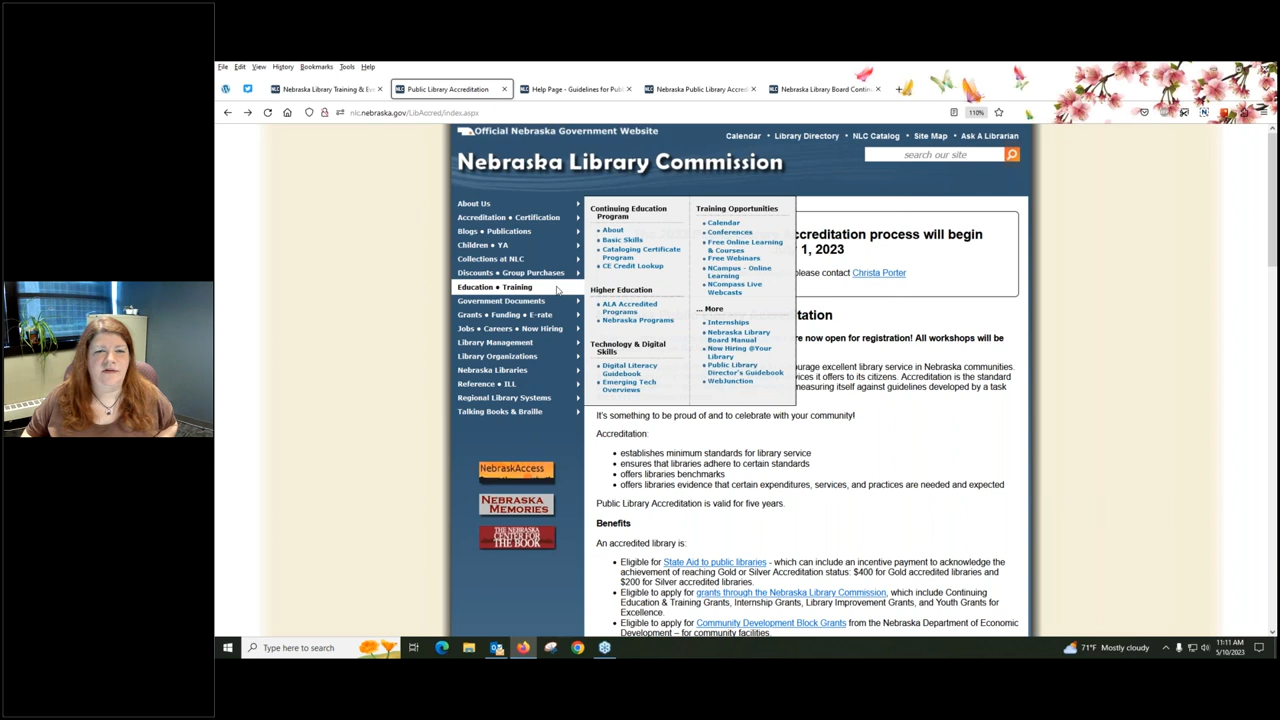 File Edit View History Bookmarks Tools Help
Nebraska Library Training & Ev
Public Library Accreditation
Help Page - Guidelines for Publ
Nebraska Public Library Accred
Nebraska Library Board Contin
nlc.nebraska.gov/LibAccred/index.aspx
110%
Official Nebraska Government Website
Calendar • Library Directory • NLC Catalog • Site Map • Ask A Librarian
Nebraska Library Commission
search our site
About Us
Accreditation • Certification
Blogs • Publications
Children • YA
Collections at NLC
Discounts • Group Purchases
Education • Training
Government Documents
Grants • Funding • E-rate
Jobs • Careers • Now Hiring
Library Management
Library Organizations
Nebraska Libraries
Reference • ILL
Regional Library Systems
Talking Books & Braille
NebraskAccess
NEBRASKA
MEMORIES
THE NEBRASKA
CENTER FOR
THE BOOK
Continuing Education
Program
About
Basic Skills
Cataloging Certificate
Program
CE Credit Lookup
Higher Education
ALA Accredited
Programs
Nebraska Programs
Technology & Digital
Skills
Digital Literacy
Guidebook
Emerging Tech
Overviews
Training Opportunities
Calendar
Conferences
Free Online Learning
& Courses
Free Webinars
NCampus - Online
Learning
NCompass Live
Webcasts
... More
Internships
Nebraska Library
Board Manual
Now Hiring @Your
Library
Public Library
Director's Guidebook
WebJunction
ccreditation process will begin
1, 2023
please contact Christa Porter
itation
re now open for registration! All workshops will be
urage excellent library service in Nebraska communities.
ices it offers to its citizens. Accreditation is the standard
measuring itself against guidelines developed by a task
It's something to be proud of and to celebrate with your community!
Accreditation:
• establishes minimum standards for library service
• ensures that libraries adhere to certain standards
• offers libraries benchmarks
• offers libraries evidence that certain expenditures, services, and practices are needed and expected
Public Library Accreditation is valid for five years.
Benefits
An accredited library is:
• Eligible for State Aid to public libraries - which can include an incentive payment to acknowledge the
achievement of reaching Gold or Silver Accreditation status: $400 for Gold accredited libraries and
$200 for Silver accredited libraries.
• Eligible to apply for grants through the Nebraska Library Commission, which include Continuing
Education & Training Grants, Internship Grants, Library Improvement Grants, and Youth Grants for
Excellence.
• Eligible to apply for Community Development Block Grants from the Nebraska Department of Economic
Development – for community facilities.
Type here to search
71°F Mostly cloudy
11:11 AM
5/10/2023